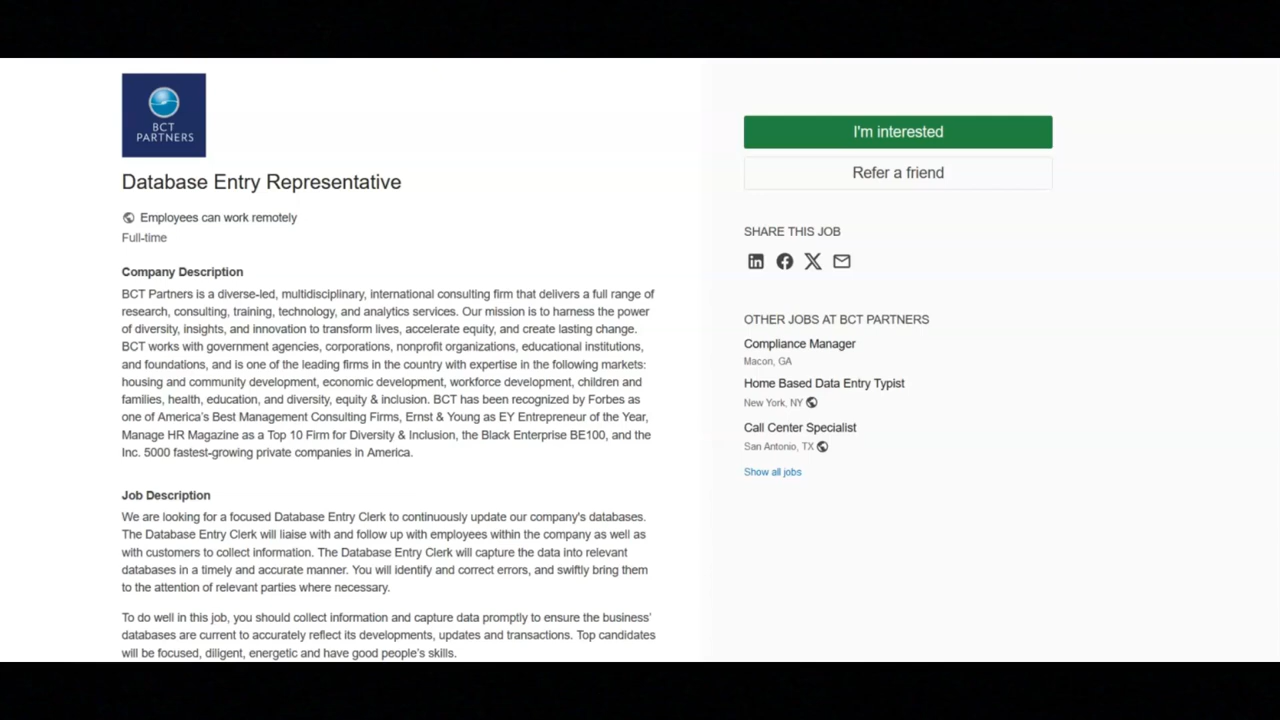 BCT
PARTNERS
Database Entry Representative
Employees can work remotely
Full-time
Company Description
BCT Partners is a diverse-led, multidisciplinary, international consulting firm that delivers a full range of
research, consulting, training, technology, and analytics services. Our mission is to harness the power
of diversity, insights, and innovation to transform lives, accelerate equity, and create lasting change.
BCT works with government agencies, corporations, nonprofit organizations, educational institutions,
and foundations, and is one of the leading firms in the country with expertise in the following markets:
housing and community development, economic development, workforce development, children and
families, health, education, and diversity, equity & inclusion. BCT has been recognized by Forbes as
one of America's Best Management Consulting Firms, Ernst & Young as EY Entrepreneur of the Year,
Manage HR Magazine as a Top 10 Firm for Diversity & Inclusion, the Black Enterprise BE100, and the
Inc. 5000 fastest-growing private companies in America.
Job Description
We are looking for a focused Database Entry Clerk to continuously update our company's databases.
The Database Entry Clerk will liaise with and follow up with employees within the company as well as
with customers to collect information. The Database Entry Clerk will capture the data into relevant
databases in a timely and accurate manner. You will identify and correct errors, and swiftly bring them
to the attention of relevant parties where necessary.
To do well in this job, you should collect information and capture data promptly to ensure the business'
databases are current to accurately reflect its developments, updates and transactions. Top candidates
will be focused, diligent, energetic and have good people's skills.
I'm interested
Refer a friend
SHARE THIS JOB
OTHER JOBS AT BCT PARTNERS
Compliance Manager
Macon, GA
Home Based Data Entry Typist
New York, NY
Call Center Specialist
San Antonio, TX
Show all jobs